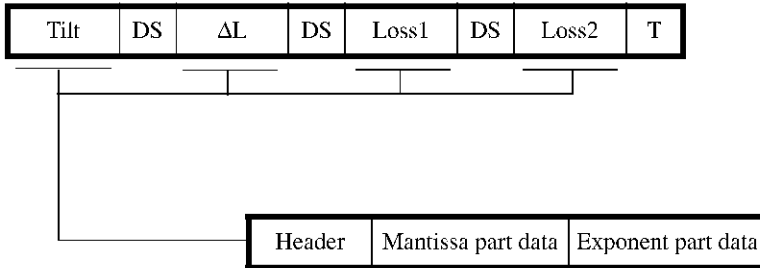 Tilt DS ΔL DS Loss1 DS Loss2 T
Header Mantissa part data Exponent part data